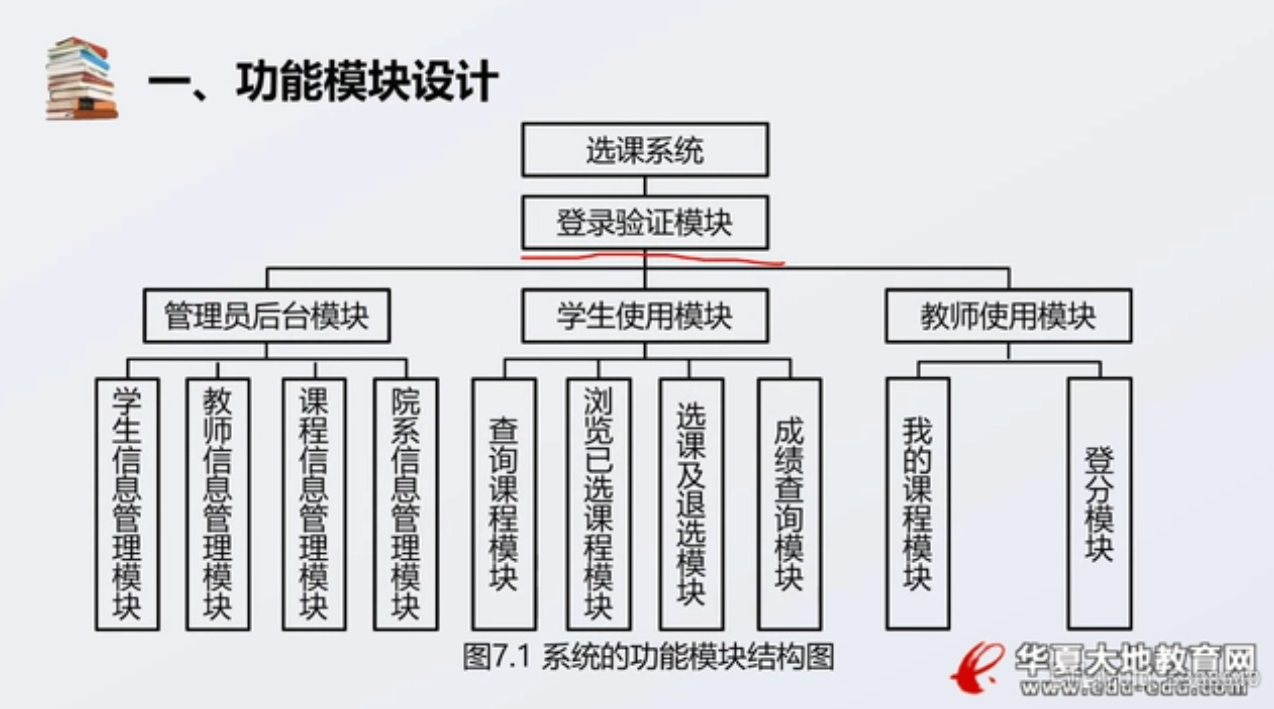 一、功能模块设计
选课系统
登录验证模块
管理员后台模块
学生使用模块
教师使用模块
学生信息管理模块
教师信息管理模块
课程信息管理模块
院系信息管理模块
查询课程模块
浏览已选课程模块
选课及退选模块
成绩查询模块
我的课程模块
登分模块
图7.1 系统的功能模块结构图
华夏大地教育网
www.edu-edu.com